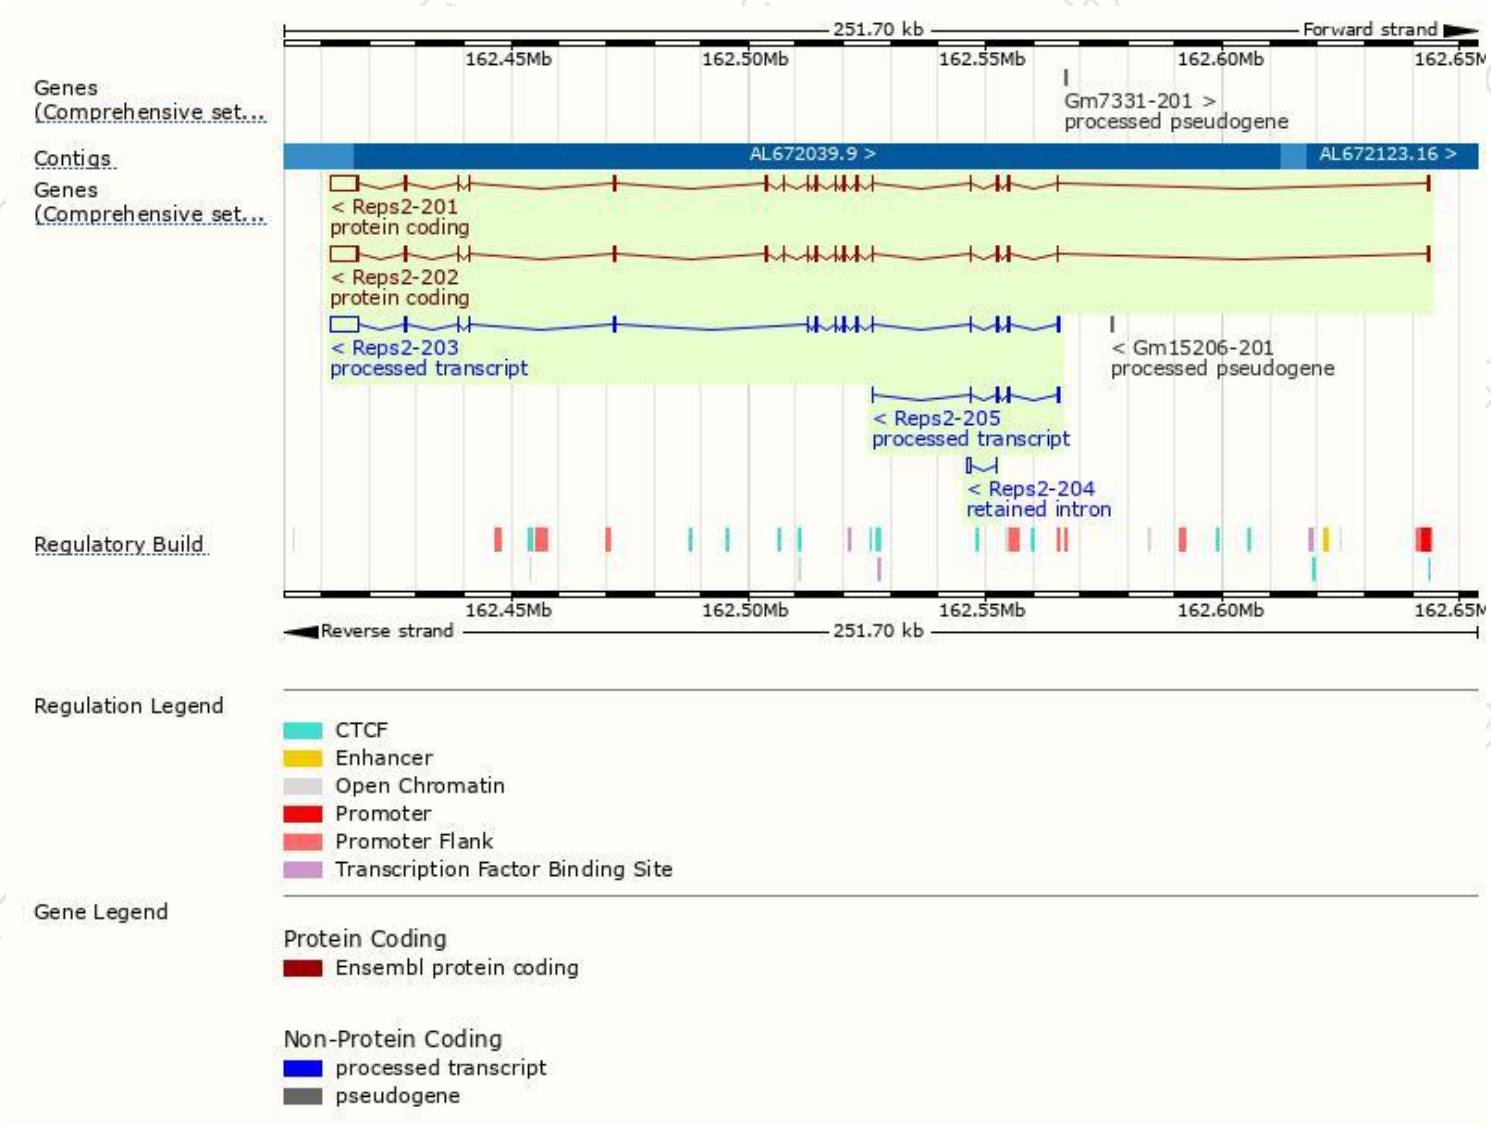 251.70 kb Forward strand
162.45Mb 162.50Mb 162.55Mb 162.60Mb 162.65M
Genes
(Comprehensive set...
Gm7331-201 >
processed pseudogene
Contigs AL672039.9 > AL672123.16 >
Genes
(Comprehensive set...
< Reps2-201
protein coding
< Reps2-202
protein coding
< Reps2-203
processed transcript
< Gm15206-201
processed pseudogene
< Reps2-205
processed transcript
< Reps2-204
retained intron
Regulatory Build
162.45Mb 162.50Mb 162.55Mb 162.60Mb 162.65M
Reverse strand 251.70 kb
Regulation Legend
CTCF
Enhancer
Open Chromatin
Promoter
Promoter Flank
Transcription Factor Binding Site
Gene Legend
Protein Coding
Ensembl protein coding
Non-Protein Coding
processed transcript
pseudogene